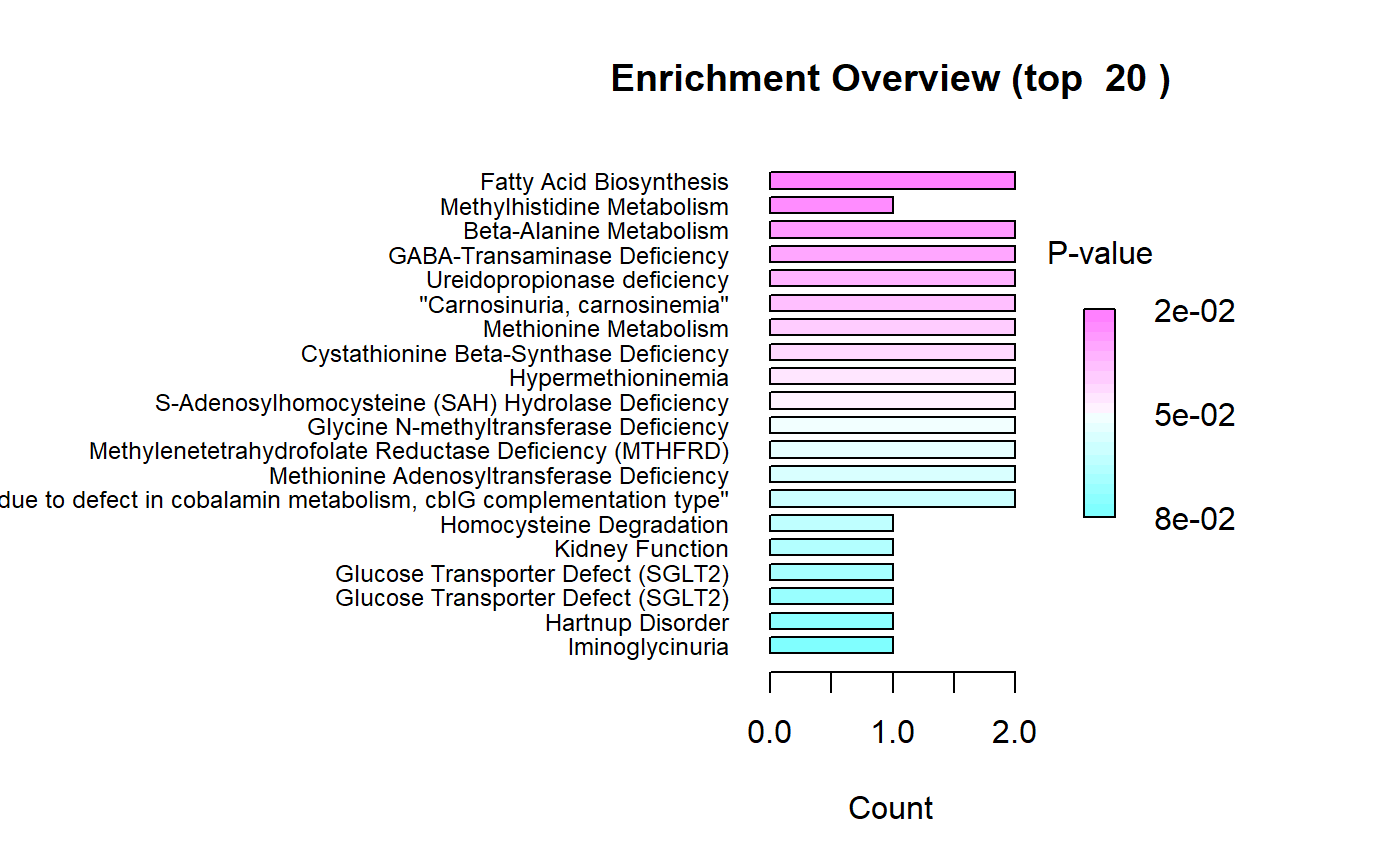 Enrichment Overview (top  20 )
Fatty Acid Biosynthesis
Methylhistidine Metabolism
Beta-Alanine Metabolism
GABA-Transaminase Deficiency
Ureidopropionase deficiency
"Carnosinuria, carnosinemia"
Methionine Metabolism
Cystathionine Beta-Synthase Deficiency
Hypermethioninemia
S-Adenosylhomocysteine (SAH) Hydrolase Deficiency
Glycine N-methyltransferase Deficiency
Methylenetetrahydrofolate Reductase Deficiency (MTHFRD)
Methionine Adenosyltransferase Deficiency
due to defect in cobalamin metabolism, cblG complementation type"
Homocysteine Degradation
Kidney Function
Glucose Transporter Defect (SGLT2)
Glucose Transporter Defect (SGLT2)
Hartnup Disorder
Iminoglycinuria
P-value
2e-02
5e-02
8e-02
0.0 1.0 2.0
Count